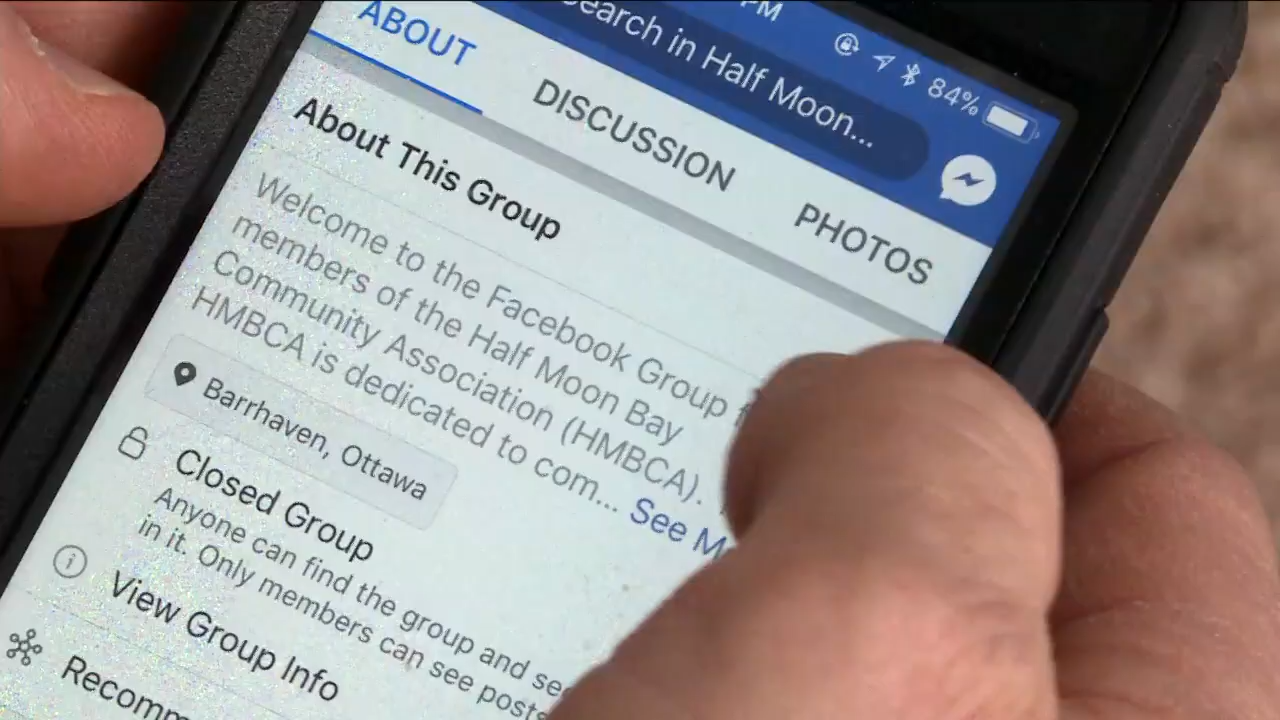 PM
84%
Search in Half Moon...
ABOUT
DISCUSSION
PHOTOS
About This Group
Welcome to the Facebook Group
members of the Half Moon Bay
Community Association (HMBCA).
HMBCA is dedicated to com... See
Barrhaven, Ottawa
Closed Group
Anyone can find the group and
in it. Only members can see posts
View Group Info